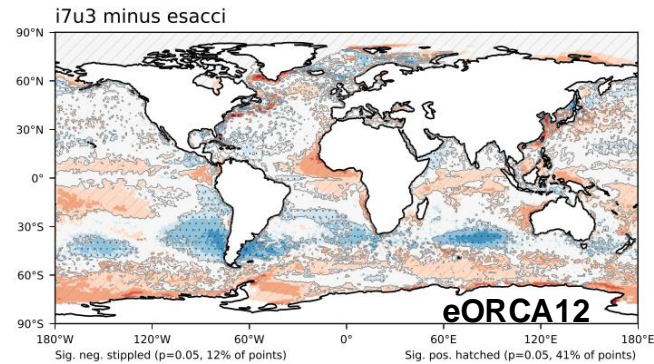 i7u3 minus esacci
90°N
60°N
30°N
0°
30°S
60°S
90°S
eORCA12
180°W 120°W 60°W 0° 60°E 120°E 180°E
Sig. neg. stippled (p=0.05, 12% of points) Sig. pos. hatched (p=0.05, 41% of points)